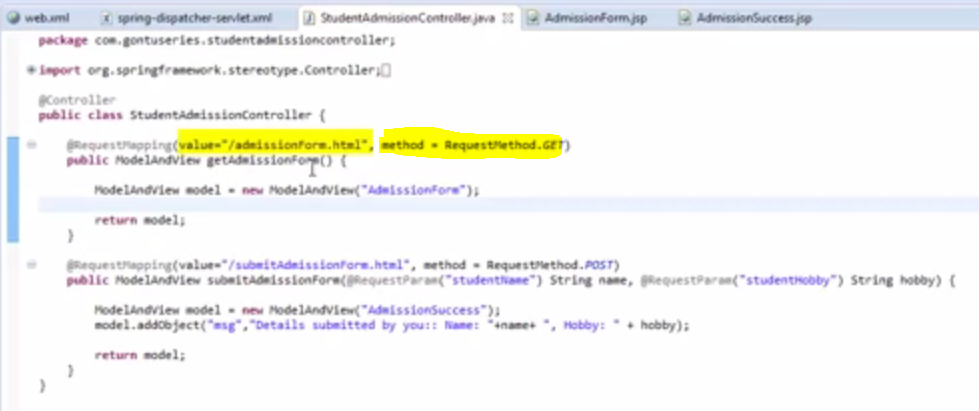 web.xml spring-dispatcher-servlet.xml StudentAdmissionController.java AdmissionForm.jsp AdmissionSuccess.jsp
package com.gontuseries.studentadmissioncontroller;
import org.springframework.stereotype.Controller;
@Controller
public class StudentAdmissionController {
@RequestMapping(value="/admissionForm.html", method = RequestMethod.GET)
public ModelAndView getAdmissionForm() {
ModelAndView model = new ModelAndView("AdmissionForm");
return model;
}
@RequestMapping(value="/submitAdmissionForm.html", method = RequestMethod.POST)
public ModelAndView submitAdmissionForm(@RequestParam("studentName") String name, @RequestParam("studentHobby") String hobby) {
ModelAndView model = new ModelAndView("AdmissionSuccess");
model.addObject("msg","Details submitted by you:: Name: "+name+ ", Hobby: " + hobby);
return model;
}
}